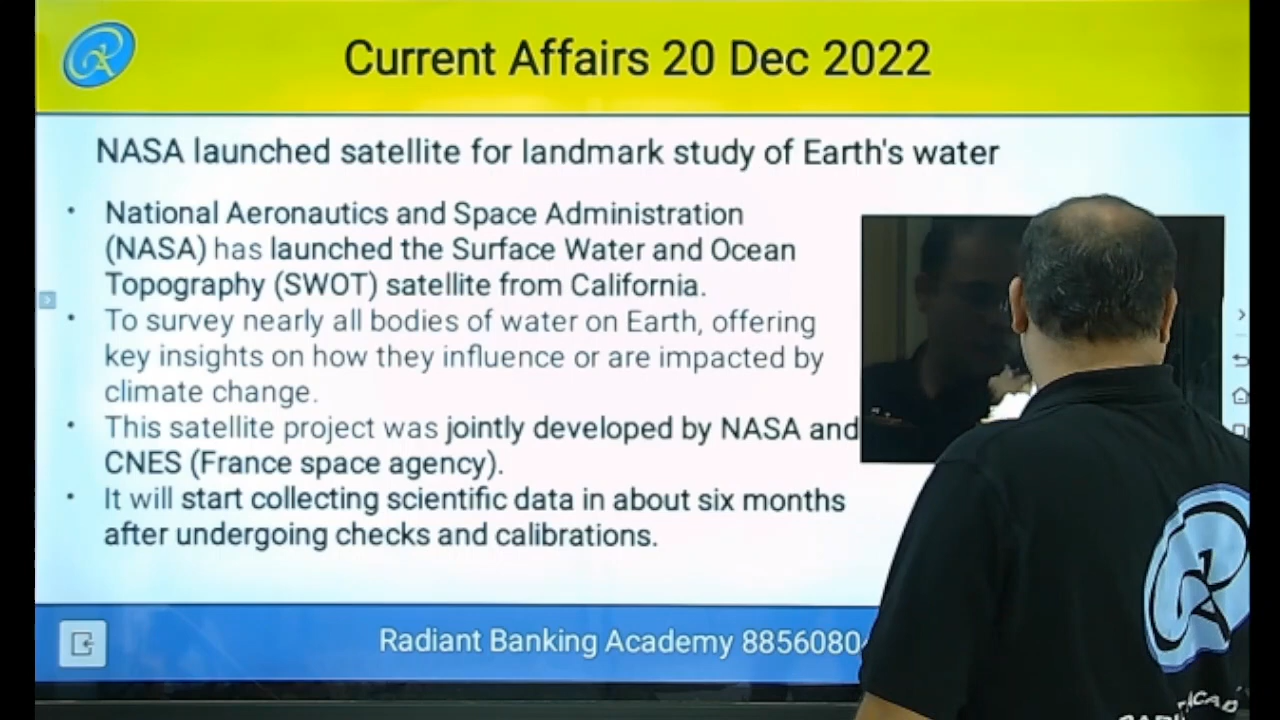 Current Affairs 20 Dec 2022
NASA launched satellite for landmark study of Earth's water
• National Aeronautics and Space Administration
(NASA) has launched the Surface Water and Ocean
Topography (SWOT) satellite from California.
• To survey nearly all bodies of water on Earth, offering
key insights on how they influence or are impacted by
climate change.
• This satellite project was jointly developed by NASA and
CNES (France space agency).
• It will start collecting scientific data in about six months
after undergoing checks and calibrations.
Radiant Banking Academy 8856080